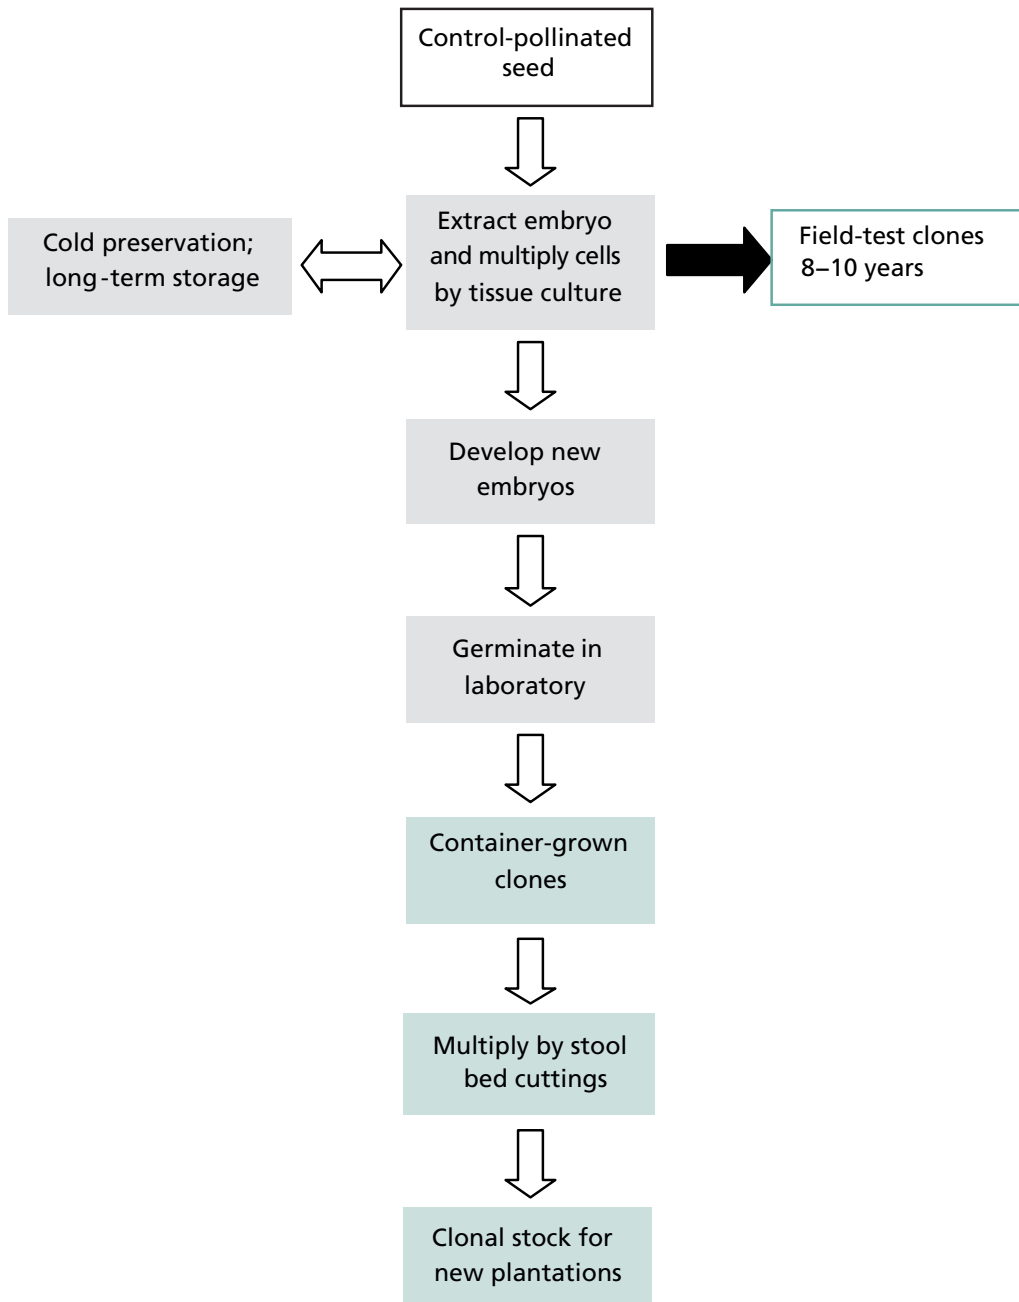 Control-pollinated
seed
Cold preservation;
long-term storage
Extract embryo
and multiply cells
by tissue culture
Field-test clones
8–10 years
Develop new
embryos
Germinate in
laboratory
Container-grown
clones
Multiply by stool
bed cuttings
Clonal stock for
new plantations